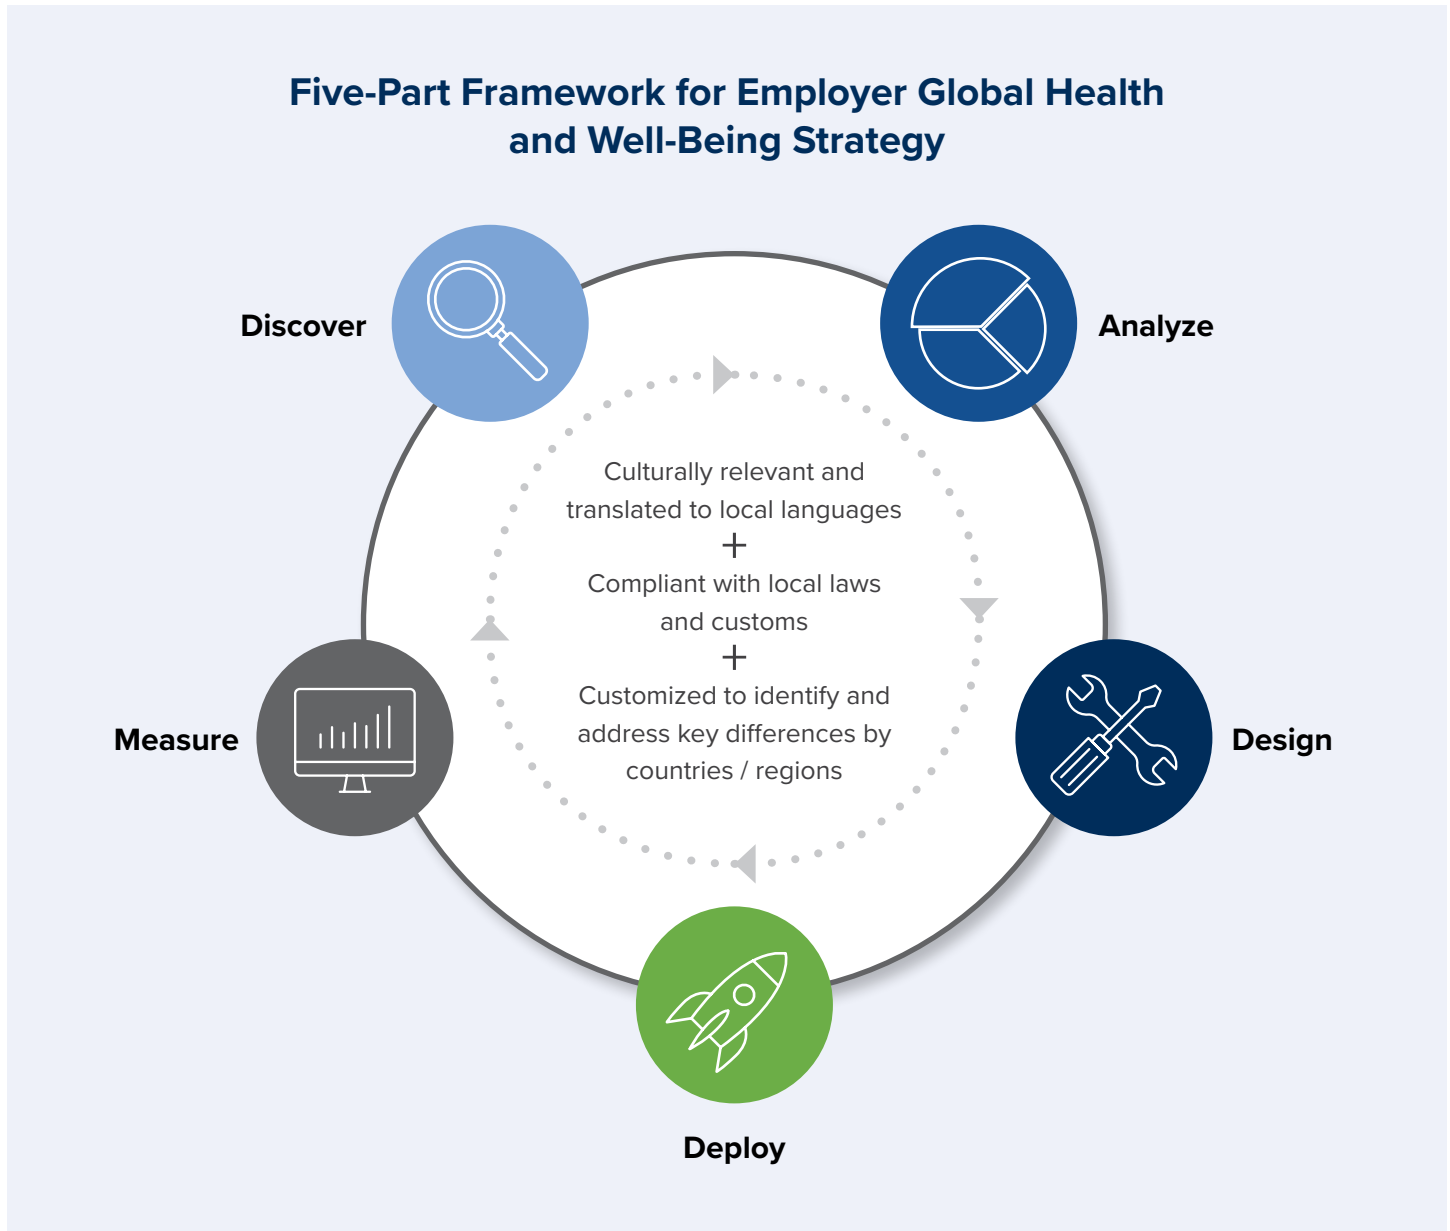 Five-Part Framework for Employer Global Health
and Well-Being Strategy
Discover
Analyze
Culturally relevant and
translated to local languages
+
Compliant with local laws
and customs
+
Customized to identify and
address key differences by
countries / regions
Measure
Design
Deploy